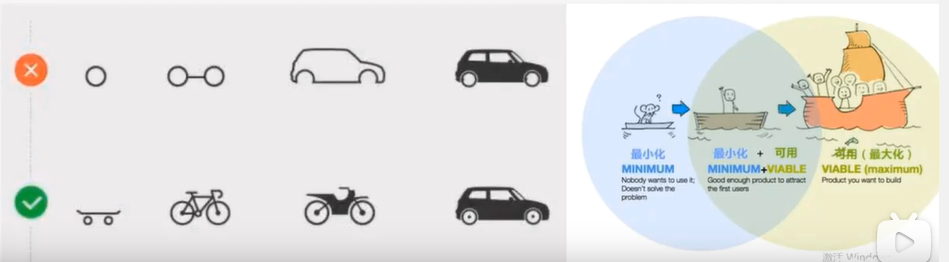 ?
最小化
MINIMUM
Nobody wants to use it;
Doesn't solve the
problem
最小化 + 可用
MINIMUM+VIABLE
Good enough product to attract
the first users
可用（最大化）
VIABLE (maximum)
Product you want to build
激活 Windows